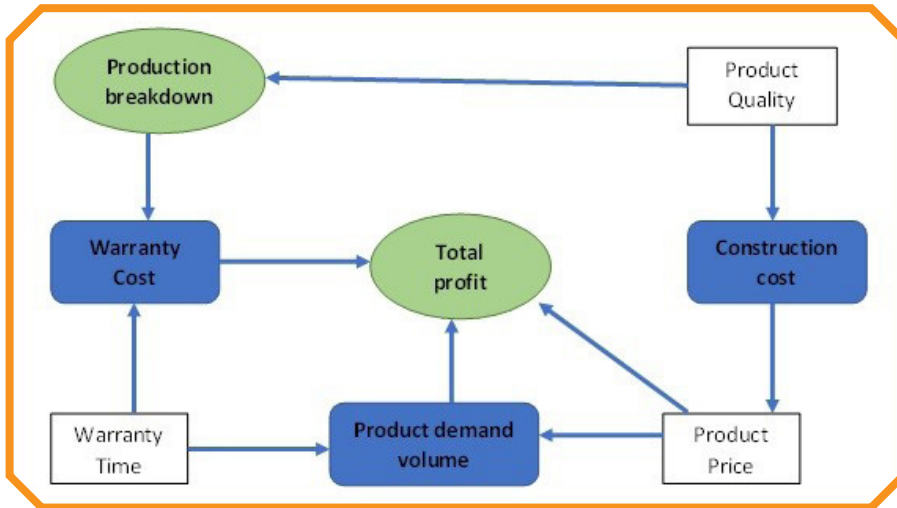 Production
breakdown
Product
Quality
Warranty
Cost
Total
profit
Construction
cost
Warranty
Time
Product demand
volume
Product
Price